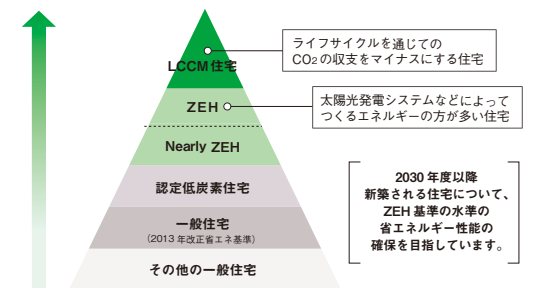 ライフサイクルを通じての
CO2の収支をマイナスにする住宅
LCCM住宅
太陽光発電システムなどによって
つくるエネルギーの方が多い住宅
ZEH
Nearly ZEH
認定低炭素住宅
一般住宅
(2013年改正省エネ基準)
その他の一般住宅
2030年度以降
新築される住宅について、
ZEH基準の水準の
省エネルギー性能の
確保を目指しています。